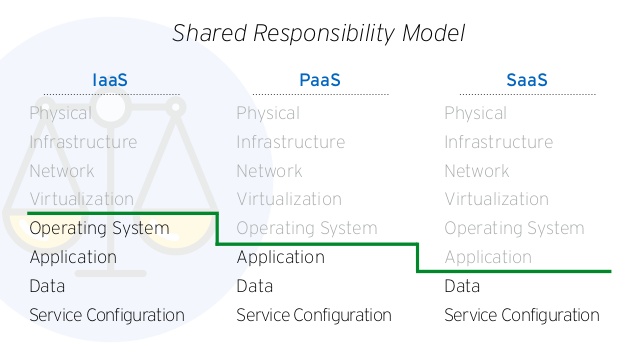 Shared Responsibility Model
IaaS
Physical
Infrastructure
Network
Virtualization
Operating System
Application
Data
Service Configuration
PaaS
Physical
Infrastructure
Network
Virtualization
Operating System
Application
Data
Service Configuration
SaaS
Physical
Infrastructure
Network
Virtualization
Operating System
Application
Data
Service Configuration